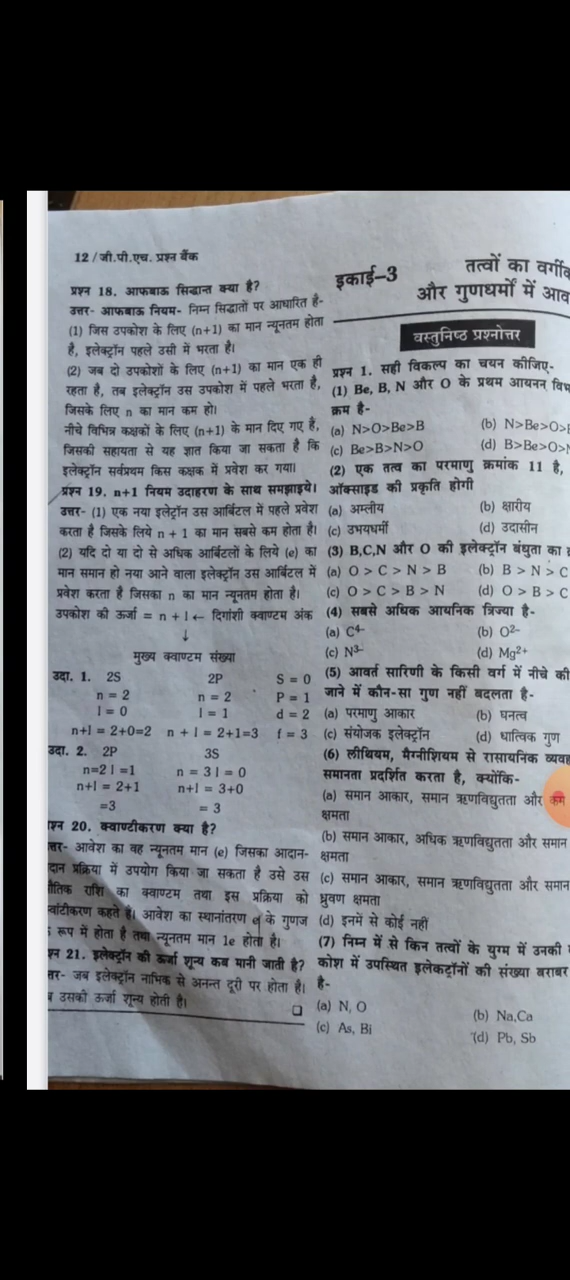 12/जी.पी.एच. प्रश्न बैंक
प्रश्न 18. आफबाऊ सिद्धान्त क्या है?
उत्तर- आफबाऊ नियम- निम्न सिद्धातों पर आधारित है-
(1) जिस उपकोश के लिए (n+1) का मान न्यूनतम होता
है, इलेक्ट्रॉन पहले उसी में भरता है।
(2) जब दो उपकोशों के लिए (n+1) का मान एक ही
रहता है, तब इलेक्ट्रॉन उस उपकोश में पहले भरता है,
जिसके लिए n का मान कम हो।
नीचे विभिन्न कक्षकों के लिए (n+1) के मान दिए गए हैं,
जिसकी सहायता से यह ज्ञात किया जा सकता है कि
इलेक्ट्रॉन सर्वप्रथम किस कक्षक में प्रवेश कर गया।
प्रश्न 19. n+1 नियम उदाहरण के साथ समझाइये।
उत्तर- (1) एक नया इलेट्रॉन उस आर्बिटल में पहले प्रवेश
करता है जिसके लिये n + 1 का मान सबसे कम होता है।
(2) यदि दो या दो से अधिक आर्बिटलों के लिये (e) का
मान समान हो नया आने वाला इलेक्ट्रॉन उस आर्बिटल में
प्रवेश करता है जिसका n का मान न्यूनतम होता है।
उपकोश की ऊर्जा = n + l ← दिगांशी क्वाण्टम अंक
↓
मुख्य क्वाण्टम संख्या
उदा. 1. 2S 2P S = 0
n = 2 n = 2 P = 1
l = 0 l = 1 d = 2
n+l = 2+0=2 n + l = 2+1=3 f = 3
उदा. 2. 2P 3S
n=2 l =1 n = 3 l = 0
n+l = 2+1 n+l = 3+0
=3 = 3
श्न 20. क्वाण्टीकरण क्या है?
त्तर- आवेश का वह न्यूनतम मान (e) जिसका आदान-
दान प्रक्रिया में उपयोग किया जा सकता है उसे उस
ौतिक राशि का क्वाण्टम तथा इस प्रक्रिया को
्वांटीकरण कहते हैं। आवेश का स्थानांतरण e के गुणज
रूप में होता है तथा न्यूनतम मान 1e होता है।
श्न 21. इलेक्ट्रॉन की ऊर्जा शून्य कब मानी जाती है?
त्तर- जब इलेक्ट्रॉन नाभिक से अनन्त दूरी पर होता है।
उसकी ऊर्जा शून्य होती है।
इकाई-3
तत्वों का वर्गीक
और गुणधर्मों में आव
वस्तुनिष्ठ प्रश्नोत्तर
प्रश्न 1. सही विकल्प का चयन कीजिए-
(1) Be, B, N और O के प्रथम आयनन विभ
क्रम है-
(a) N>O>Be>B (b) N>Be>O>
(c) Be>B>N>O (d) B>Be>O>
(2) एक तत्व का परमाणु क्रमांक 11 है,
ऑक्साइड की प्रकृति होगी
(a) अम्लीय (b) क्षारीय
(c) उभयधर्मी (d) उदासीन
(3) B,C,N और O की इलेक्ट्रॉन बंधुता का
(a) O > C > N > B (b) B > N > C
(c) O > C > B > N (d) O > B > C
(4) सबसे अधिक आयनिक त्रिज्या है-
(a) C⁴⁻ (b) O²⁻
(c) N³⁻ (d) Mg²⁺
(5) आवर्त सारिणी के किसी वर्ग में नीचे की
जाने में कौन-सा गुण नहीं बदलता है-
(a) परमाणु आकार (b) घनत्व
(c) संयोजक इलेक्ट्रॉन (d) धात्विक गुण
(6) लीथियम, मैग्नीशियम से रासायनिक व्यवह
समानता प्रदर्शित करता है, क्योंकि-
(a) समान आकार, समान ऋणविद्युतता और कम
क्षमता
(b) समान आकार, अधिक ऋणविद्युतता और समान
क्षमता
(c) समान आकार, समान ऋणविद्युतता और समान
ध्रुवण क्षमता
(d) इनमें से कोई नहीं
(7) निम्न में से किन तत्वों के युग्म में उनकी
कोश में उपस्थित इलेकट्रॉनों की संख्या बराबर
है-
(a) N, O (b) Na,Ca
(c) As, Bi (d) Pb, Sb